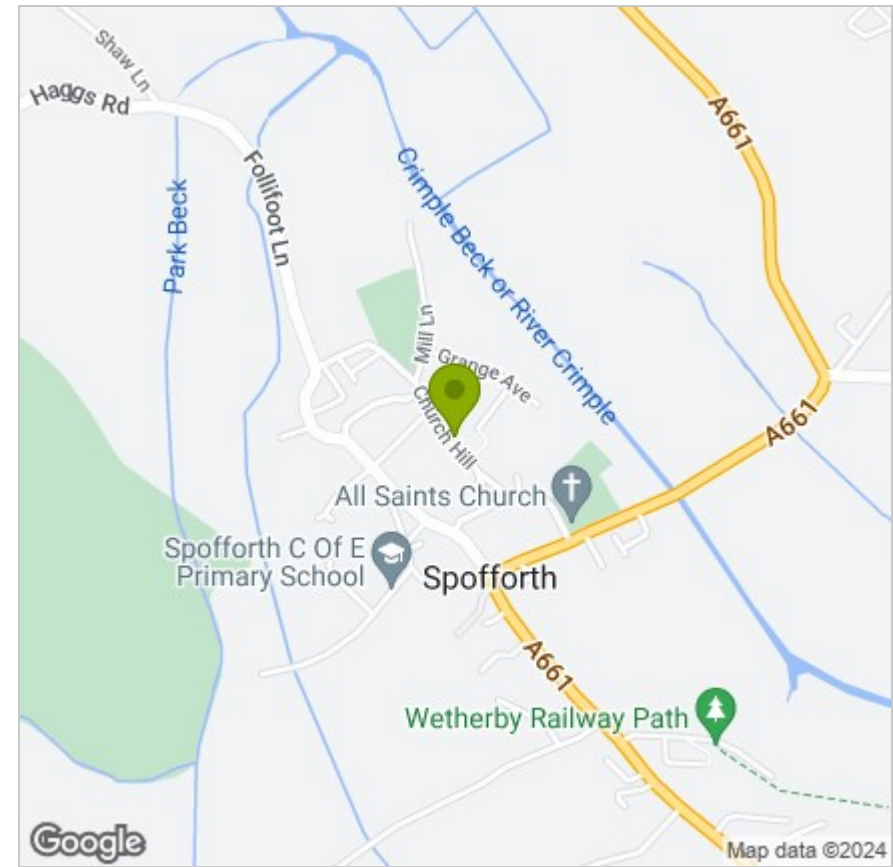 Shaw Ln
Haggs Rd
A661
Follifoot Ln
Crimple Beck or River Crimple
Park Beck
Mill Ln
Grange Ave
Church Hill
A661
All Saints Church
Spofforth C Of E
Primary School
Spofforth
A661
Wetherby Railway Path
Google
Map data ©2024